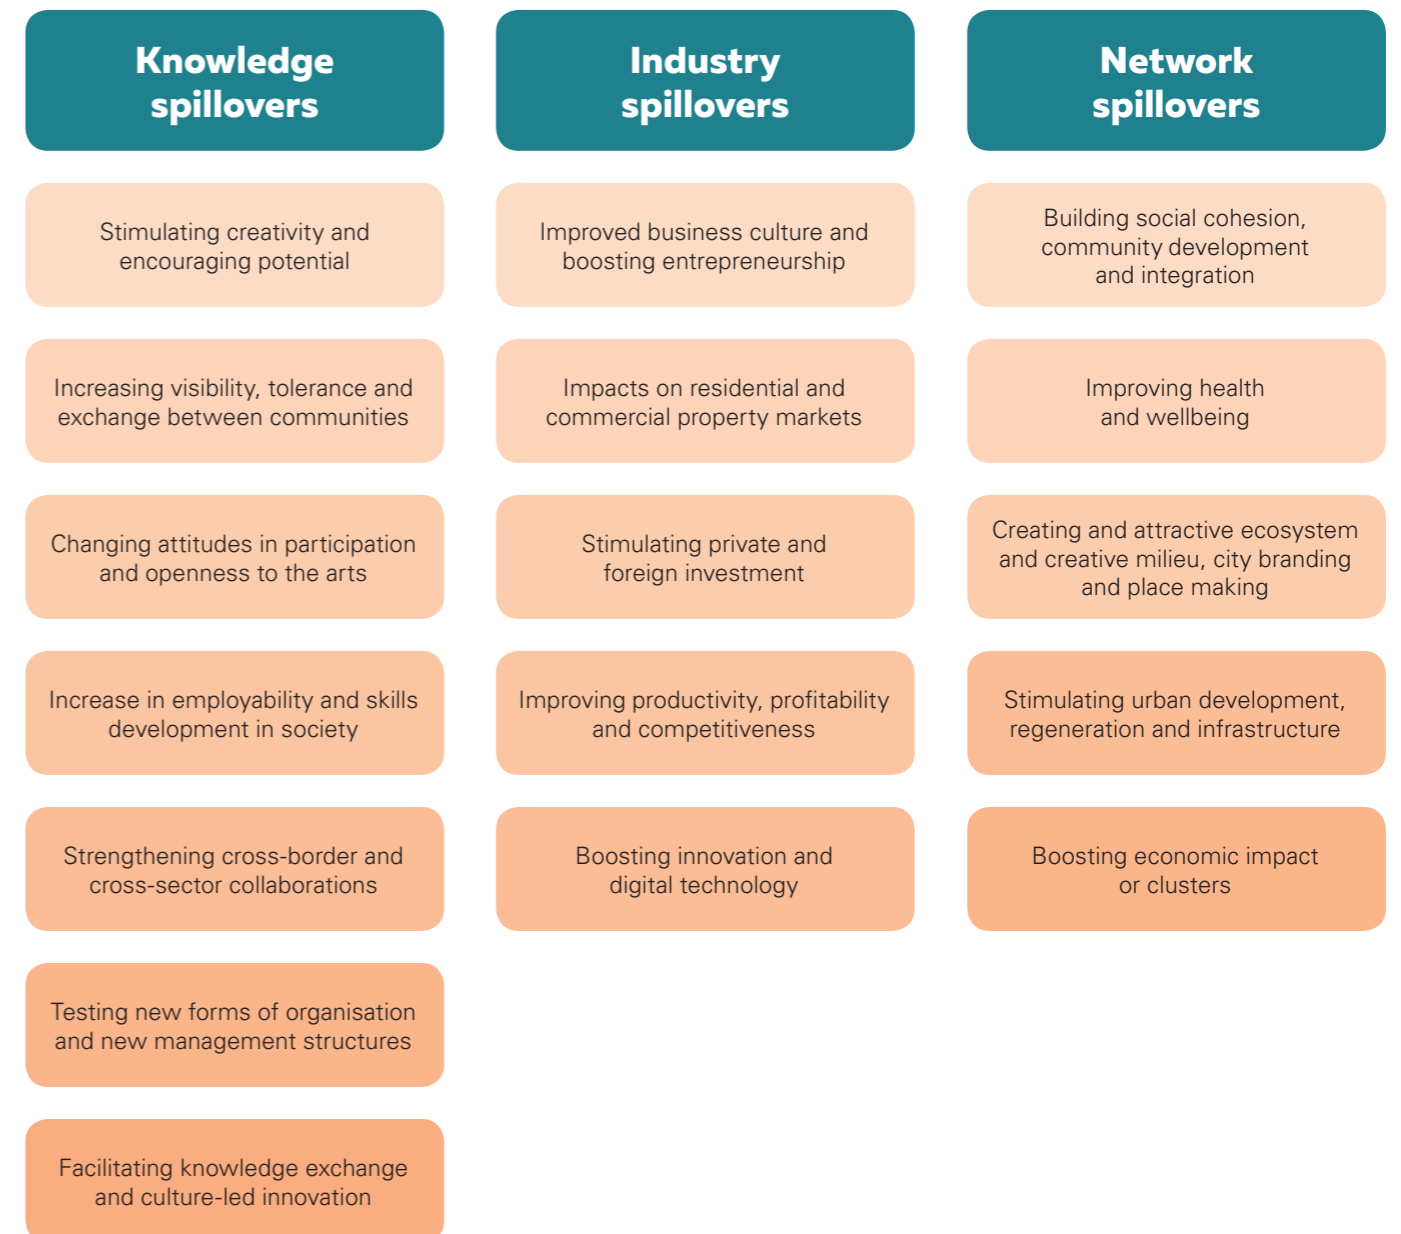 Knowledge
spillovers
Stimulating creativity and
encouraging potential
Increasing visibility, tolerance and
exchange between communities
Changing attitudes in participation
and openness to the arts
Increase in employability and skills
development in society
Strengthening cross-border and
cross-sector collaborations
Testing new forms of organisation
and new management structures
Facilitating knowledge exchange
and culture-led innovation
Industry
spillovers
Improved business culture and
boosting entrepreneurship
Impacts on residential and
commercial property markets
Stimulating private and
foreign investment
Improving productivity, profitability
and competitiveness
Boosting innovation and
digital technology
Network
spillovers
Building social cohesion,
community development
and integration
Improving health
and wellbeing
Creating and attractive ecosystem
and creative milieu, city branding
and place making
Stimulating urban development,
regeneration and infrastructure
Boosting economic impact
or clusters